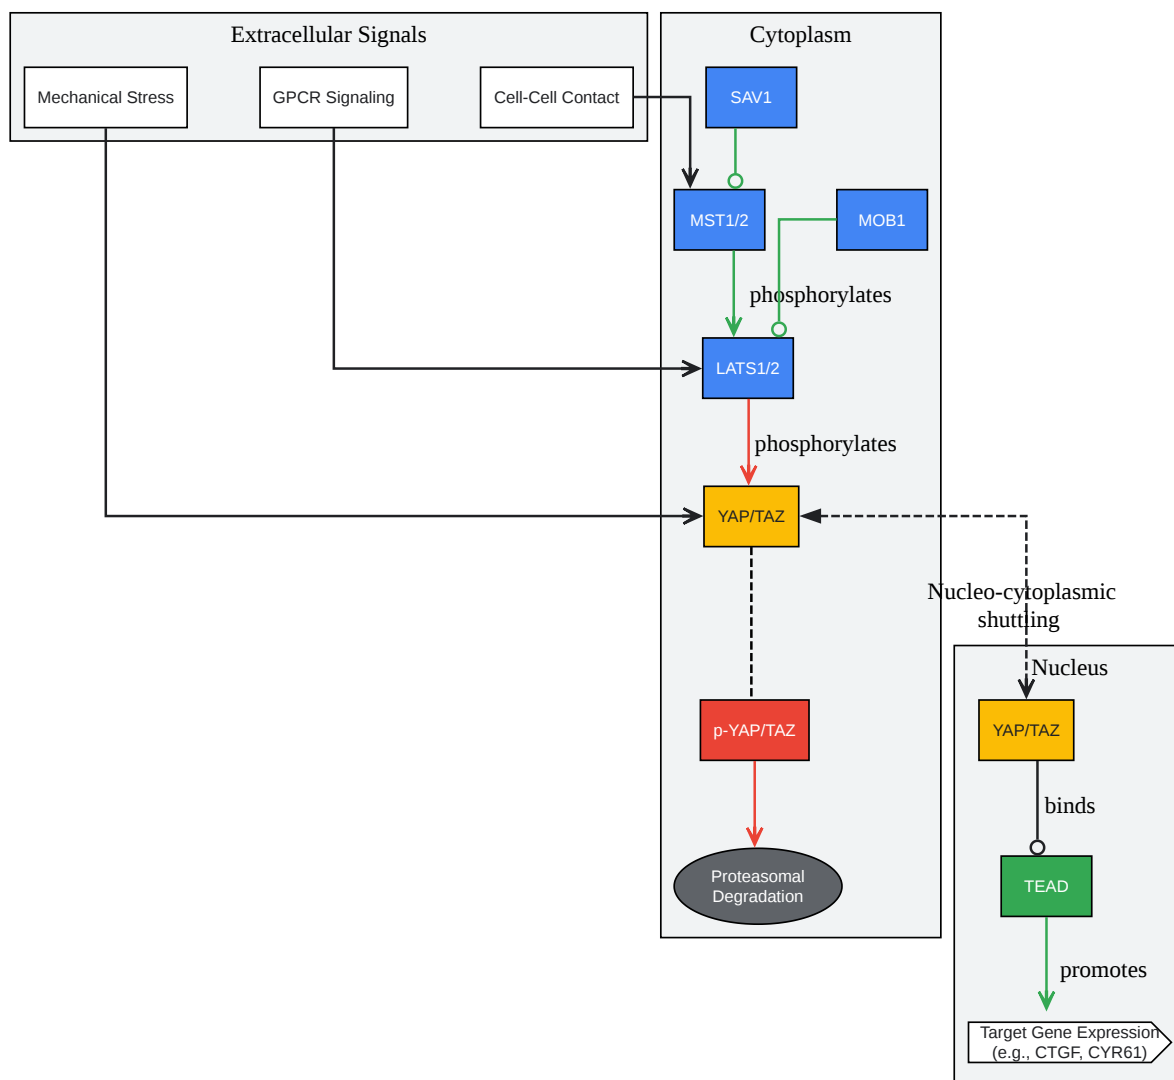 Extracellular Signals
Cytoplasm
Mechanical Stress
GPCR Signaling
Cell-Cell Contact
SAV1
MST1/2
MOB1
phosphorylates
LATS1/2
phosphorylates
YAP/TAZ
Nucleo-cytoplasmic
shuttling
Nucleus
p-YAP/TAZ
YAP/TAZ
binds
Proteasomal
Degradation
TEAD
promotes
Target Gene Expression
(e.g., CTGF, CYR61)